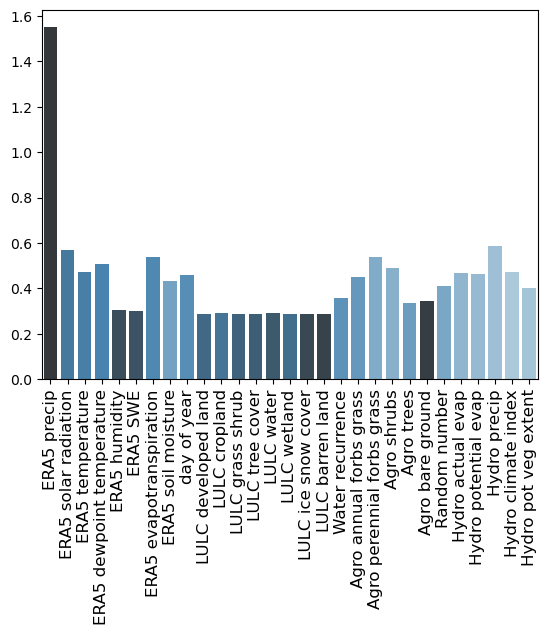 1.6
1.4
1.2
1.0
0.8
0.6
0.4
0.2
0.0
ERA5 precip
ERA5 solar radiation
ERA5 temperature
ERA5 dewpoint temperature
ERA5 humidity
ERA5 SWE
ERA5 evapotranspiration
ERA5 soil moisture
day of year
LULC developed land
LULC cropland
LULC grass shrub
LULC tree cover
LULC water
LULC wetland
LULC ice snow cover
LULC barren land
Water recurrence
Agro annual forbs grass
Agro perennial forbs grass
Agro shrubs
Agro trees
Agro bare ground
Random number
Hydro actual evap
Hydro potential evap
Hydro precip
Hydro climate index
Hydro pot veg extent